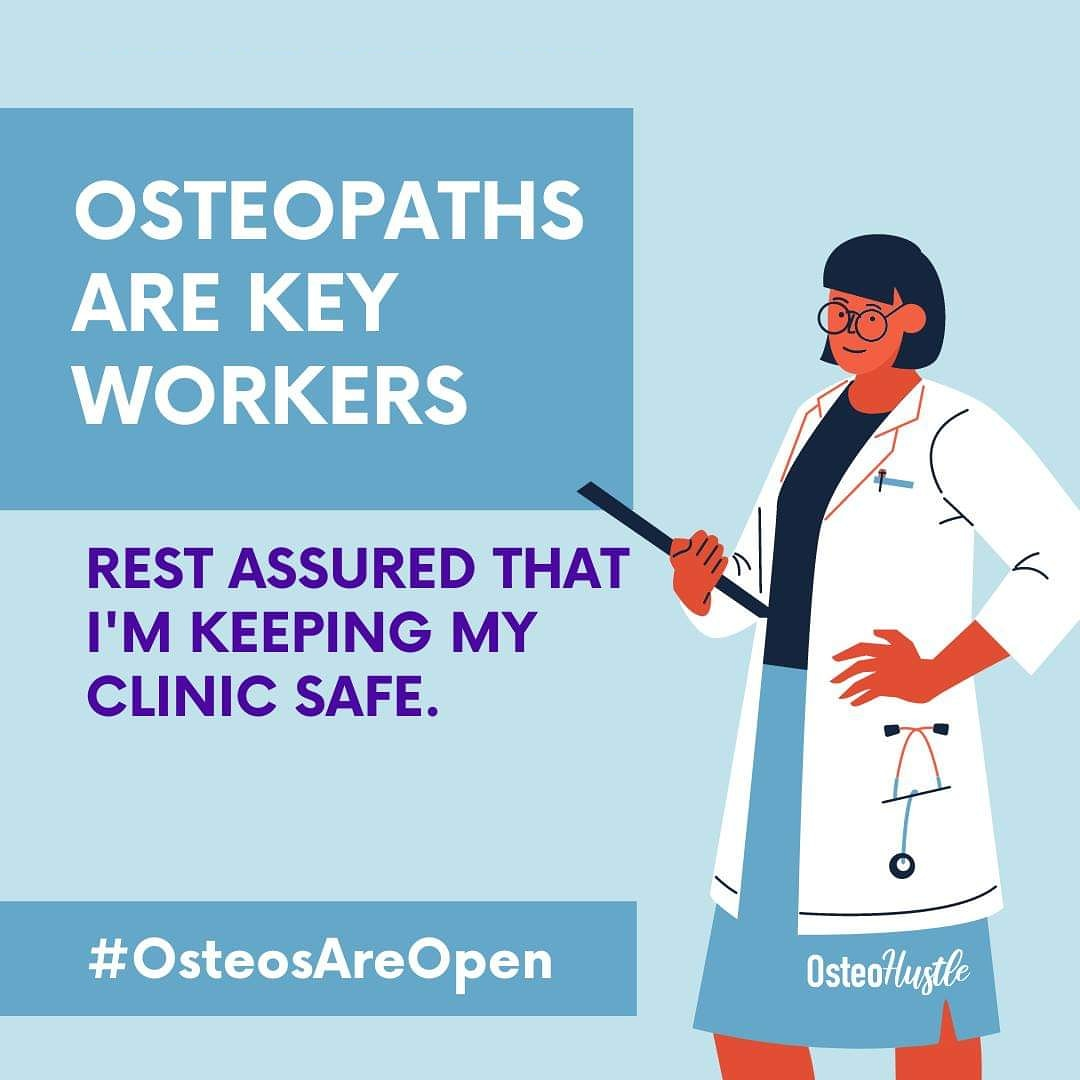 OSTEOPATHS
ARE KEY
WORKERS
REST ASSURED THAT
I'M KEEPING MY
CLINIC SAFE.
#OsteosAreOpen
OsteoHustle